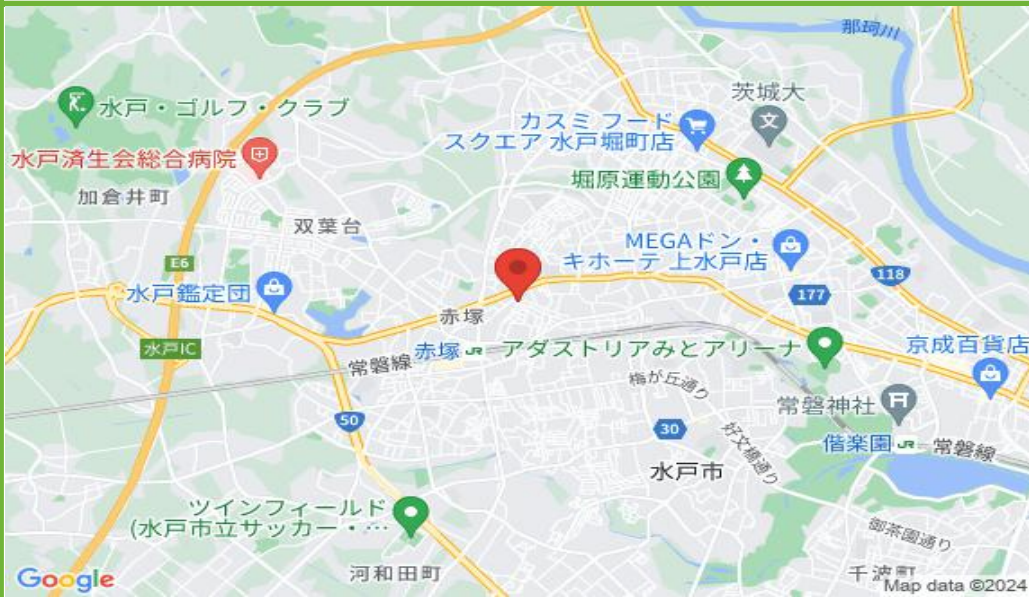 那珂川
茨城大
水戸・ゴルフ・クラブ
カスミ フード
スクエア 水戸堀町店
水戸済生会総合病院
堀原運動公園
加倉井町
双葉台
MEGAドン・
キホーテ 上水戸店
E6
118
水戸鑑定団
177
赤塚
水戸IC
赤塚 JR
アダストリアみとアリーナ
京成百貨店
常磐線
梅が丘通り
常磐神社
50
30
好文橋通り
偕楽園 JR
常磐線
水戸市
ツインフィールド
(水戸市立サッカー・…
御茶園通り
河和田町
千波町
Google
Map data ©2024